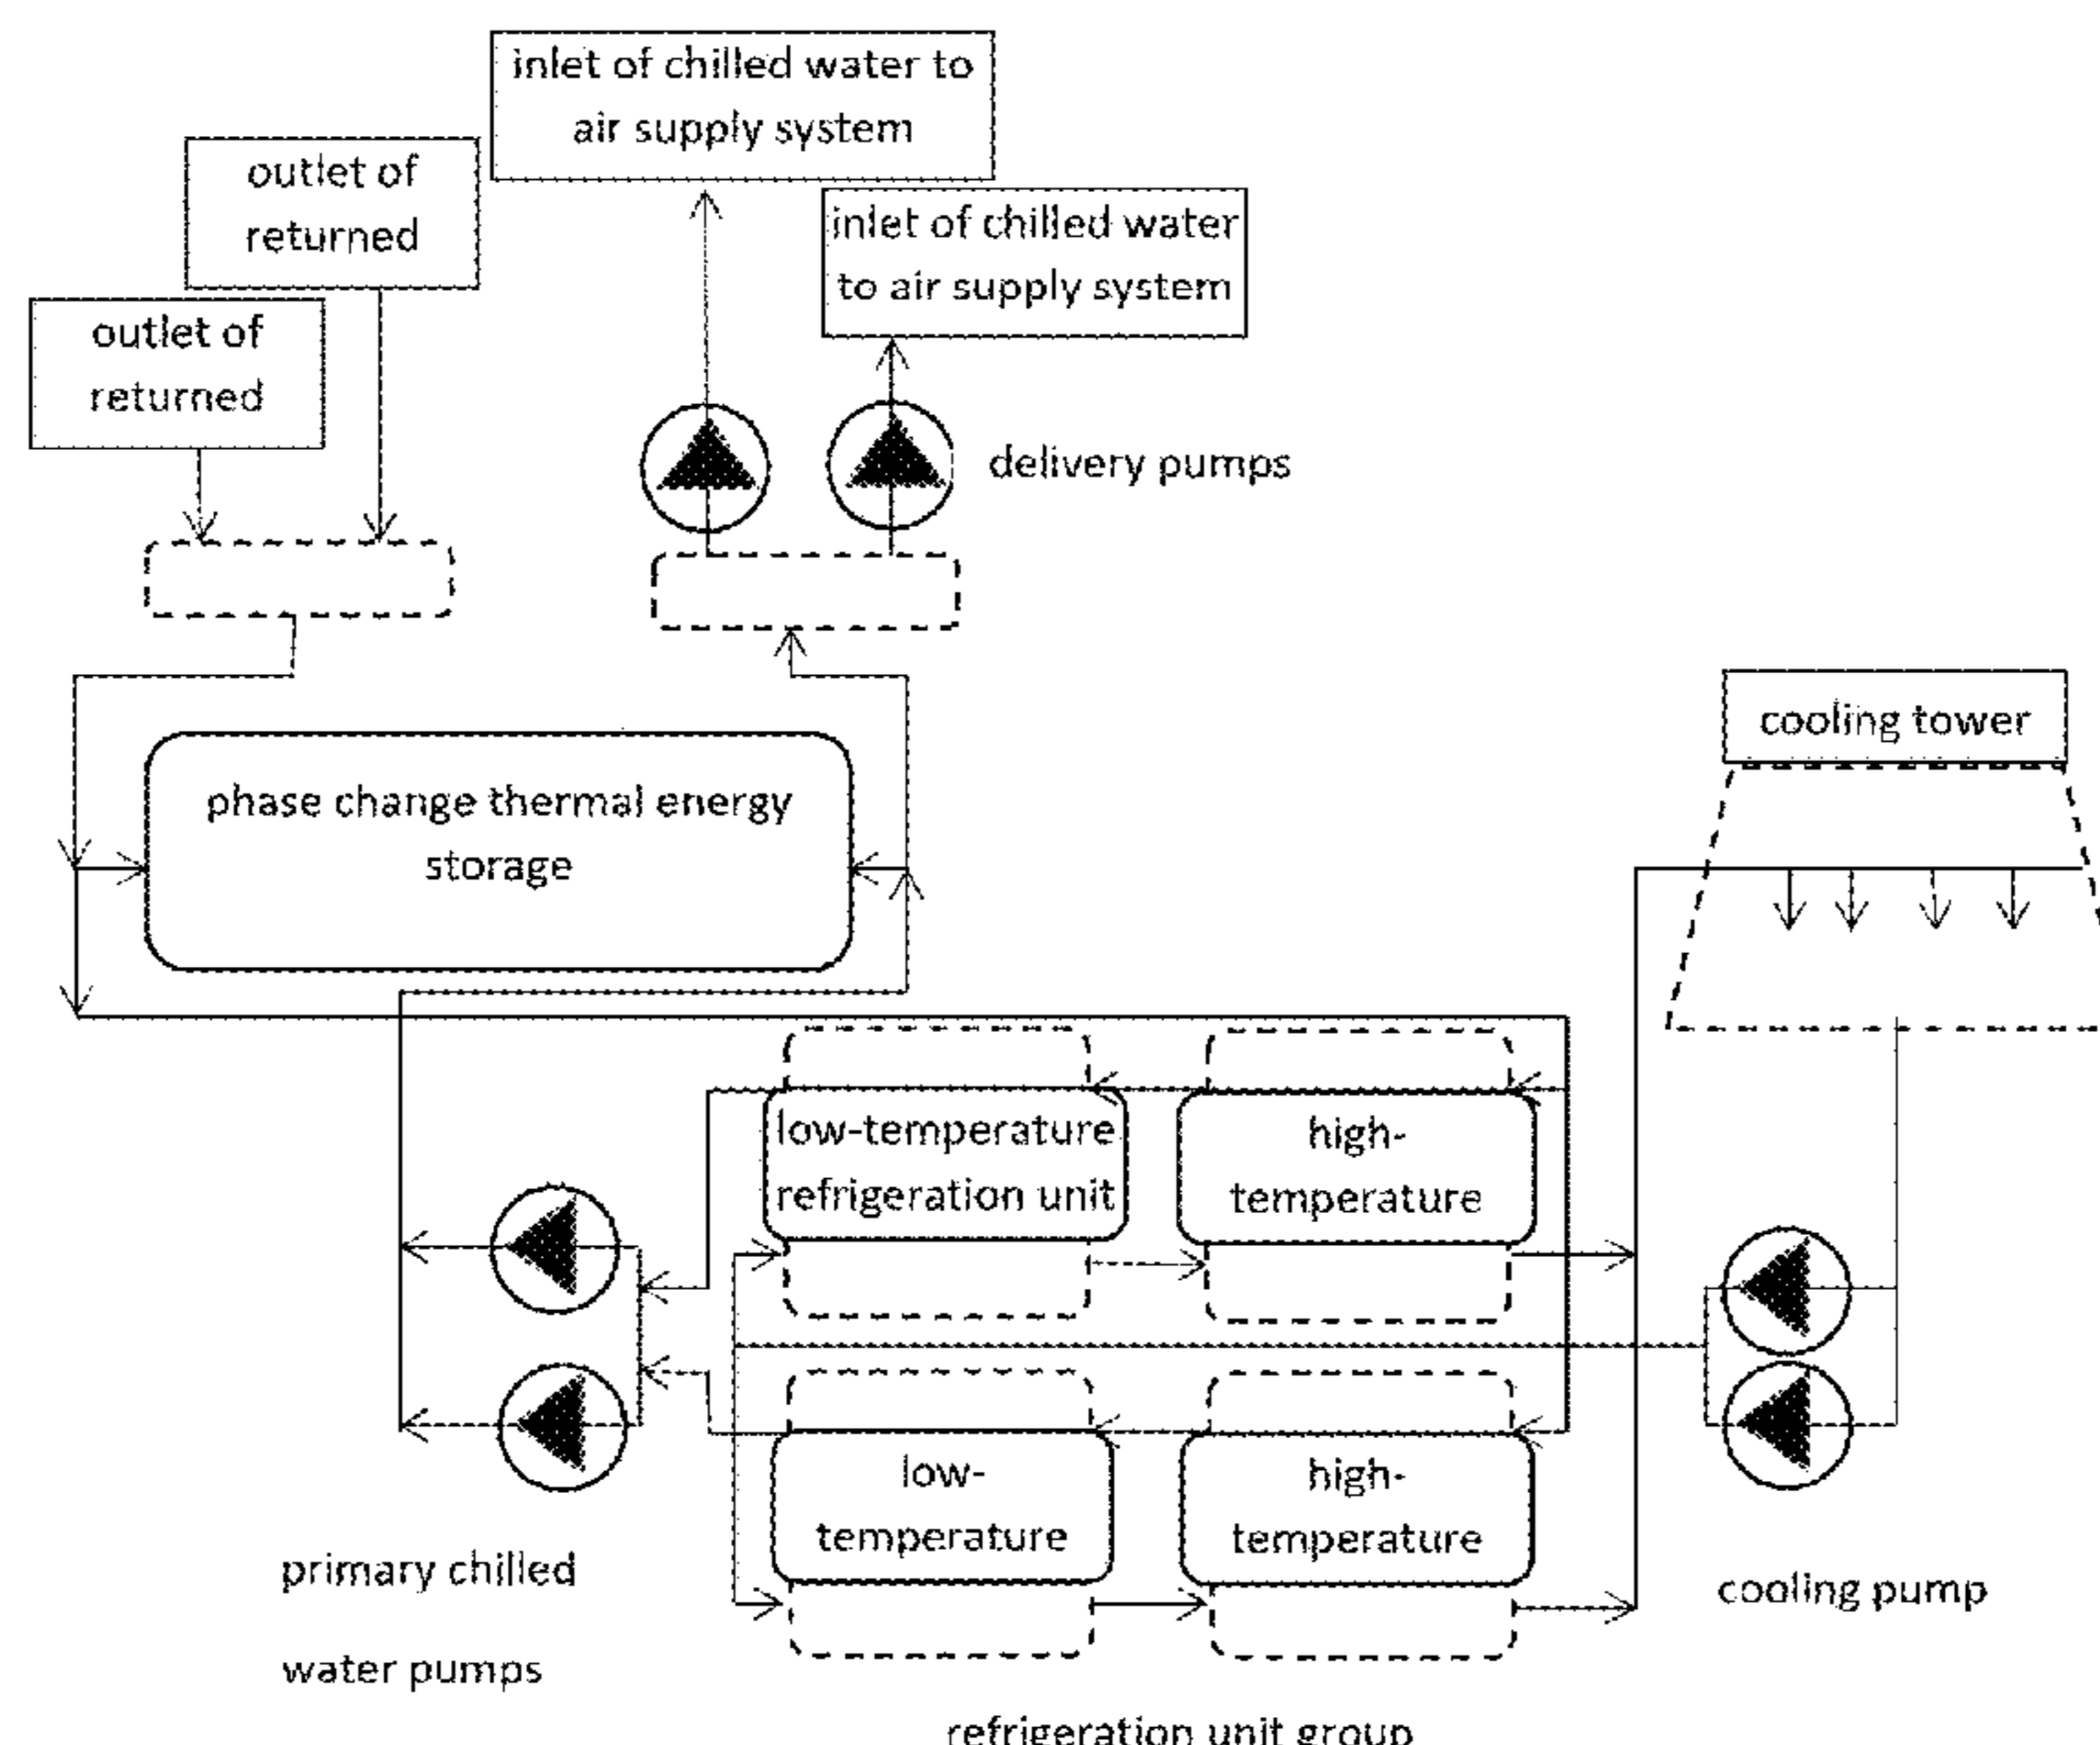 inlet of chilled water to
air supply system
outlet of
returned
inlet of chilled water
to air supply system
outlet of
returned
delivery pumps
cooling tower
phase change thermal energy
storage
low-temperature
refrigeration unit
high-
temperature
low-
temperature
high-
temperature
primary chilled
water pumps
cooling pump
refrigeration unit group